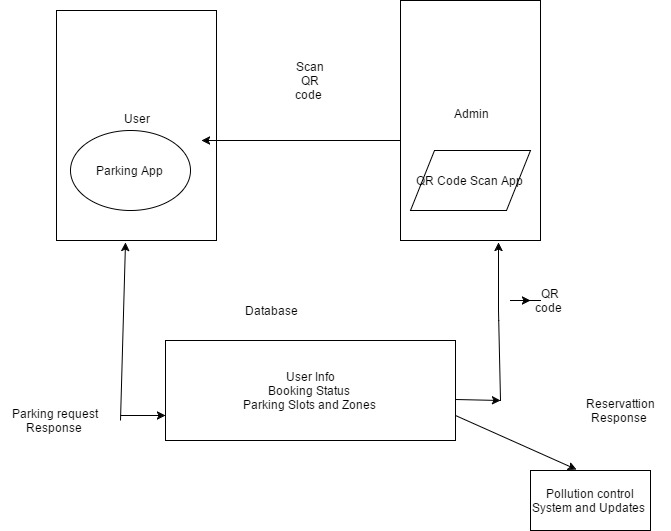 Scan
QR
code
User
Admin
Parking App
QR Code Scan App
QR
code
Database
User Info
Booking Status
Parking Slots and Zones
Parking request
Response
Reservattion
Response
Pollution control
System and Updates